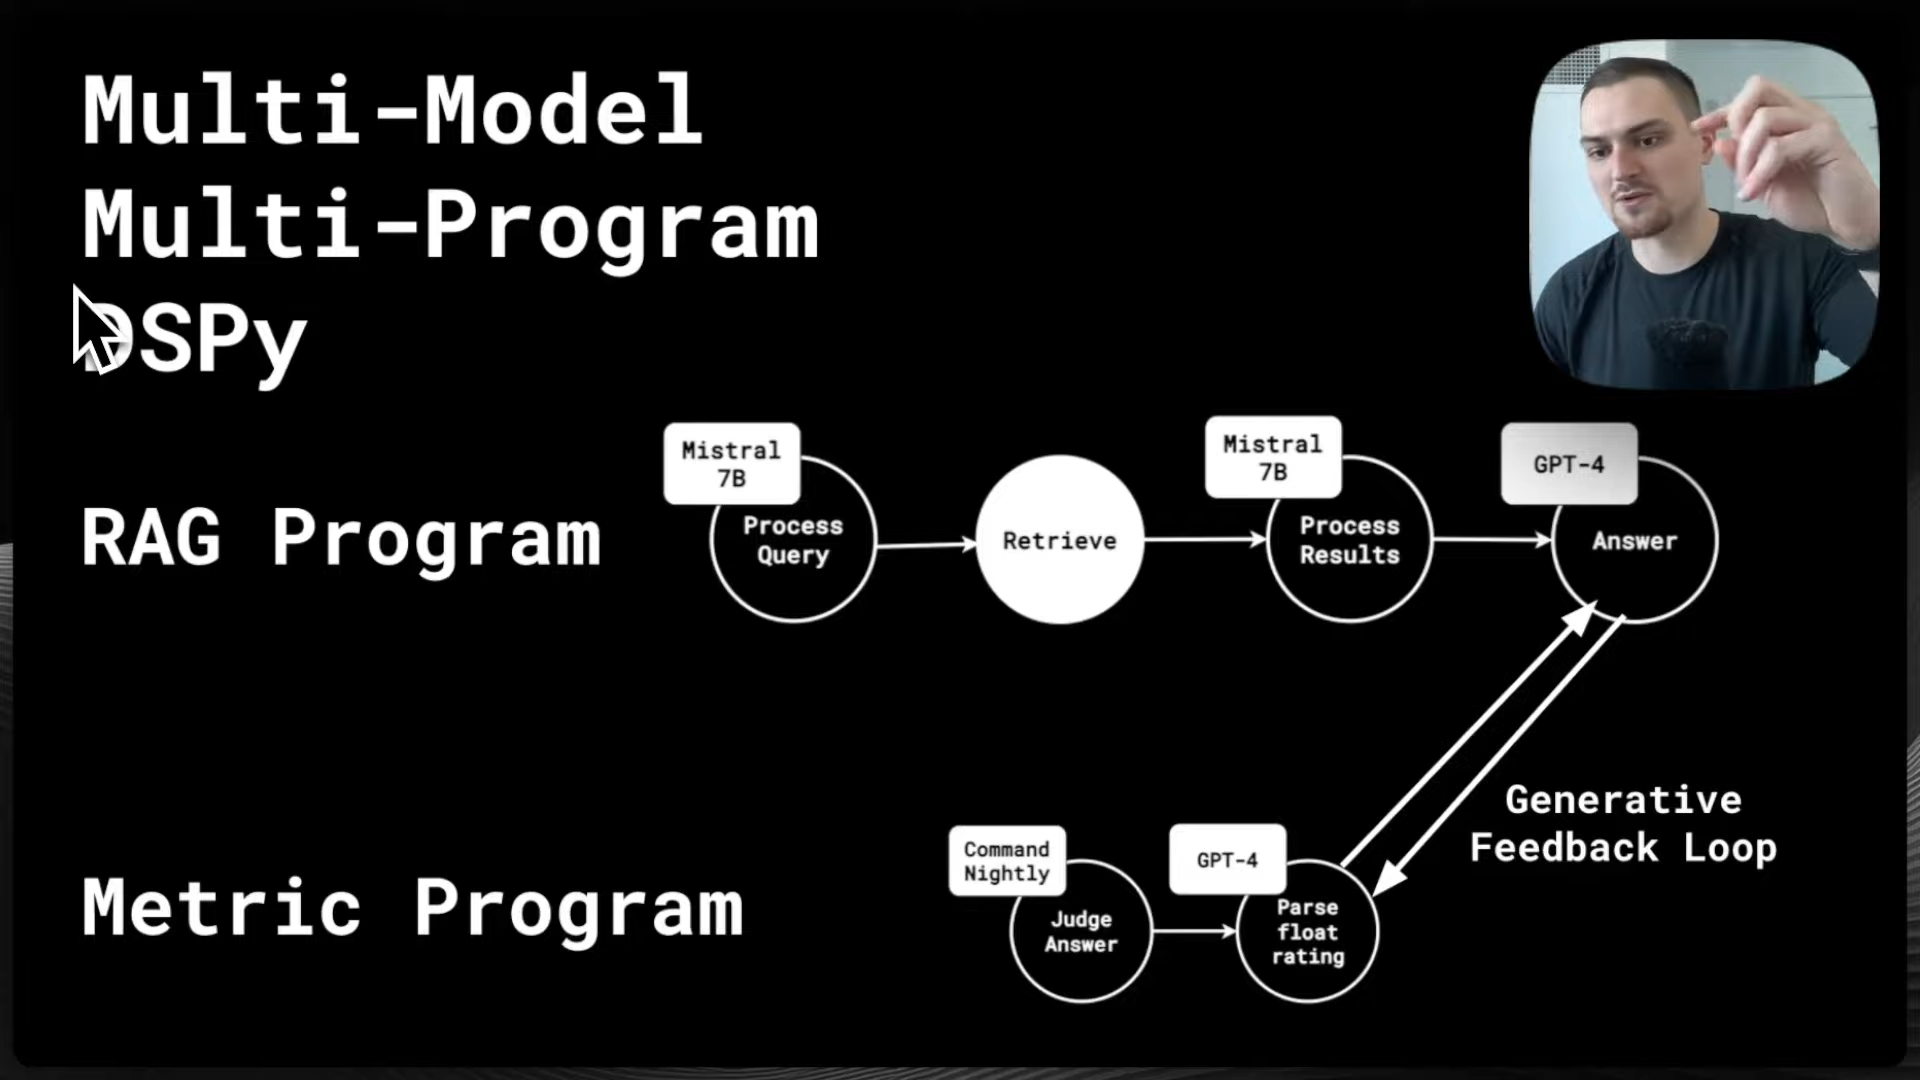 Multi-Model
Multi-Program
DSPy
RAG Program
Mistral
7B
Process
Query
Retrieve
Mistral
7B
Process
Results
GPT-4
Answer
Generative
Feedback Loop
Metric Program
Command
Nightly
Judge
Answer
GPT-4
Parse
float
rating